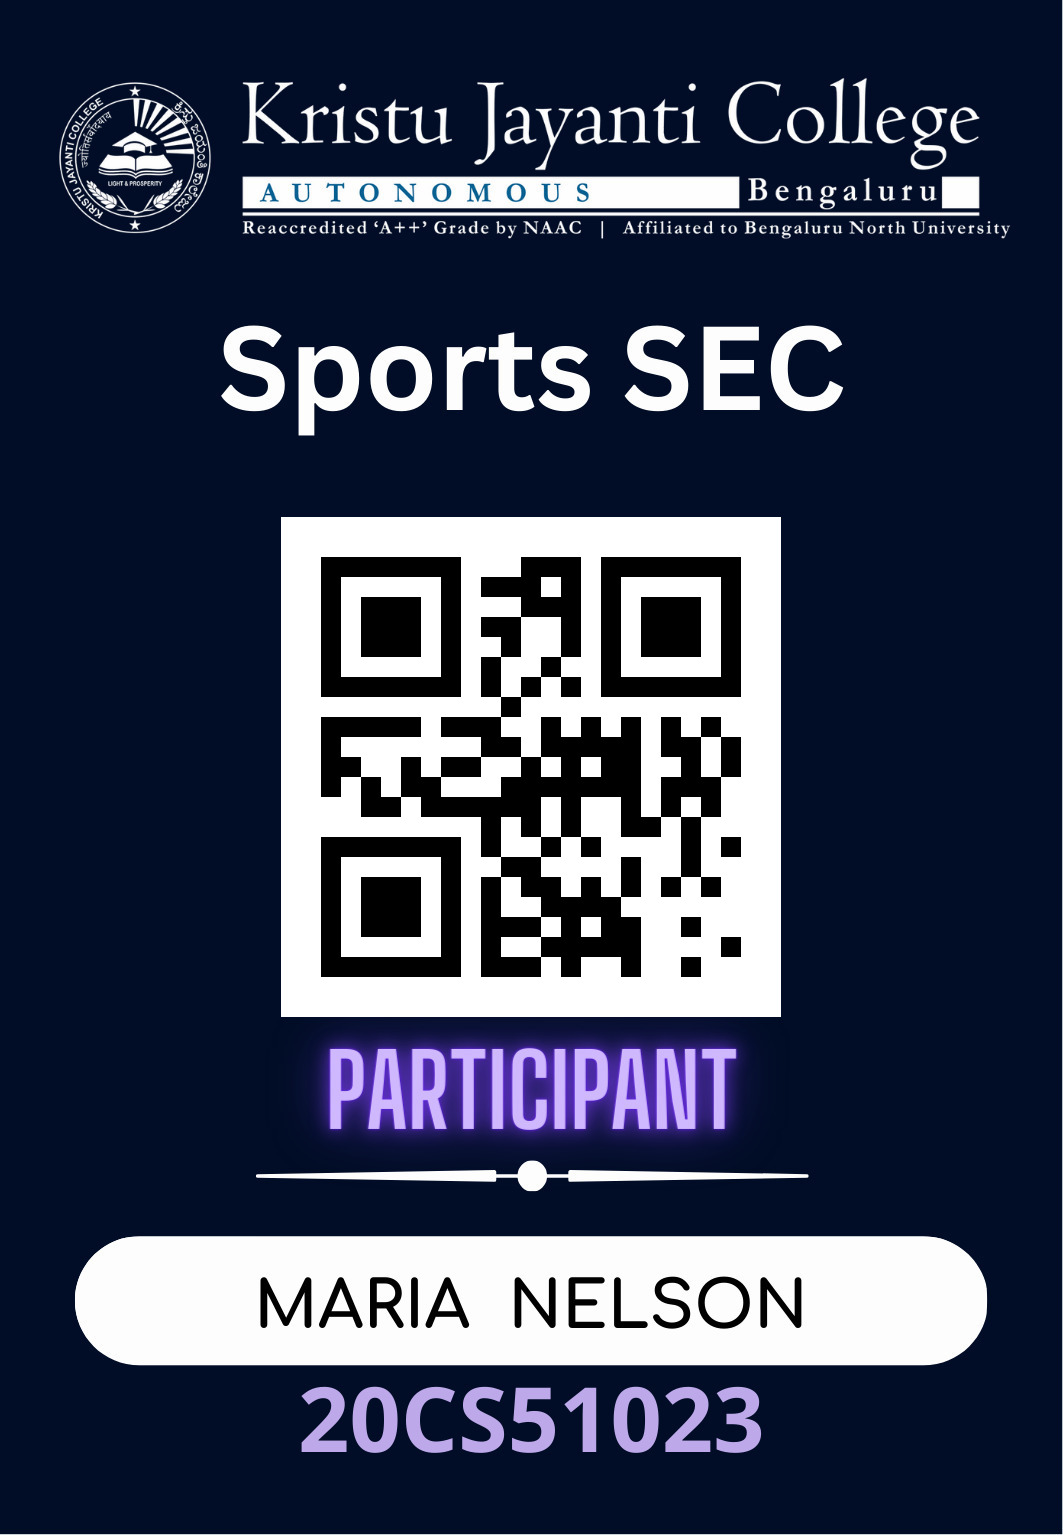 KRISTU JAYANTI COLLEGE
ज्योतिसंवादयाय
LIGHT & PROSPERITY
Kristu Jayanti College
AUTONOMOUS Bengaluru
Reaccredited ‘A++’ Grade by NAAC | Affiliated to Bengaluru North University
Sports SEC
PARTICIPANT
MARIA NELSON
20CS51023